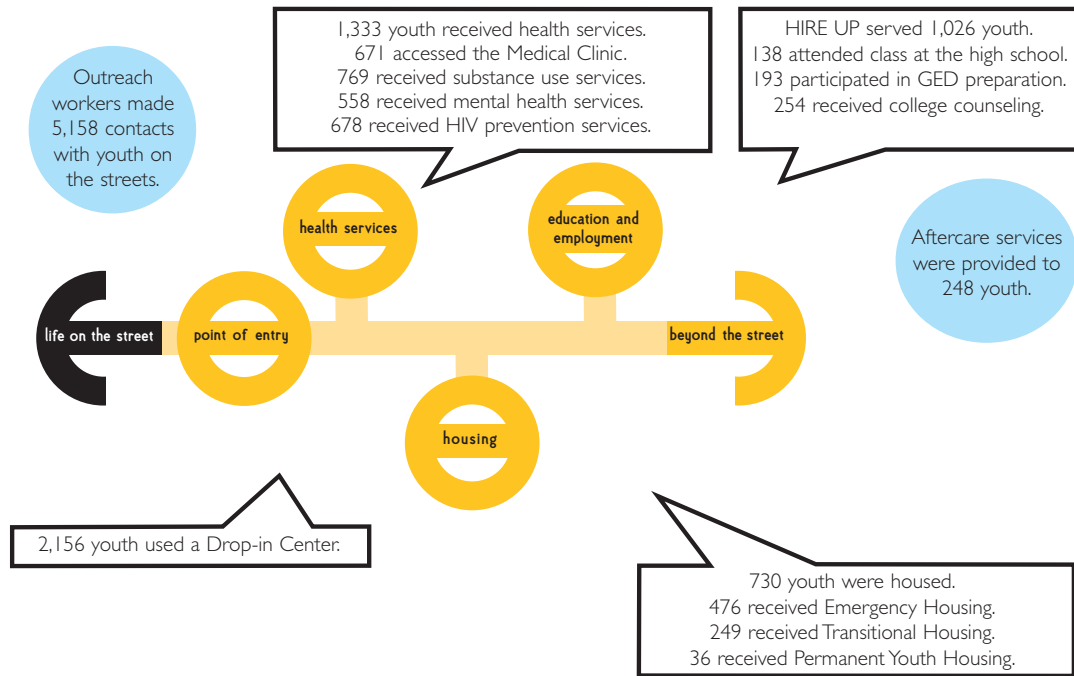 1,333 youth received health services.
671 accessed the Medical Clinic.
769 received substance use services.
558 received mental health services.
678 received HIV prevention services.
HIRE UP served 1,026 youth.
138 attended class at the high school.
193 participated in GED preparation.
254 received college counseling.
Outreach
workers made
5,158 contacts
with youth on
the streets.
health services
education and
employment
Aftercare services
were provided to
248 youth.
life on the street
point of entry
beyond the street
housing
2,156 youth used a Drop-in Center.
730 youth were housed.
476 received Emergency Housing.
249 received Transitional Housing.
36 received Permanent Youth Housing.